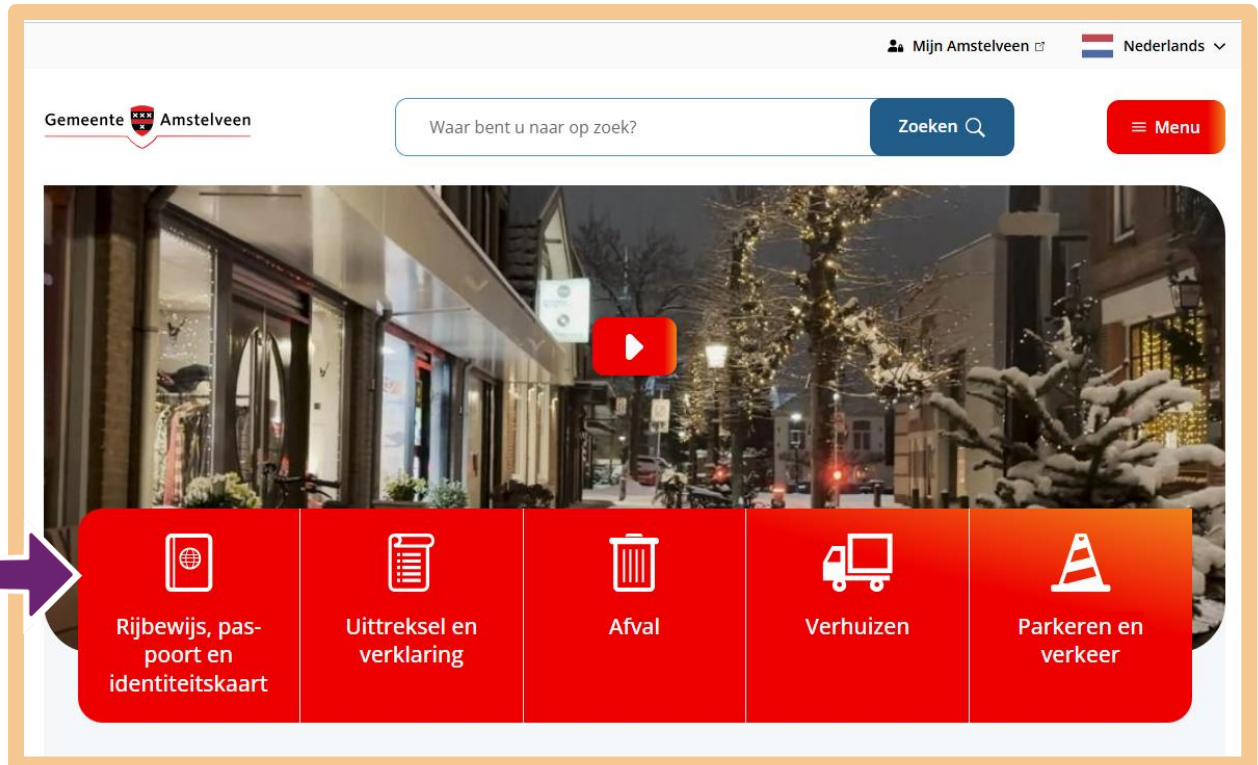 Mijn Amstelveen
Nederlands
Gemeente Amstelveen
Waar bent u naar op zoek?
Zoeken
Menu
Rijbewijs, pas-
poort en
identiteitskaart
Uittreksel en
verklaring
Afval
Verhuizen
Parkeren en
verkeer